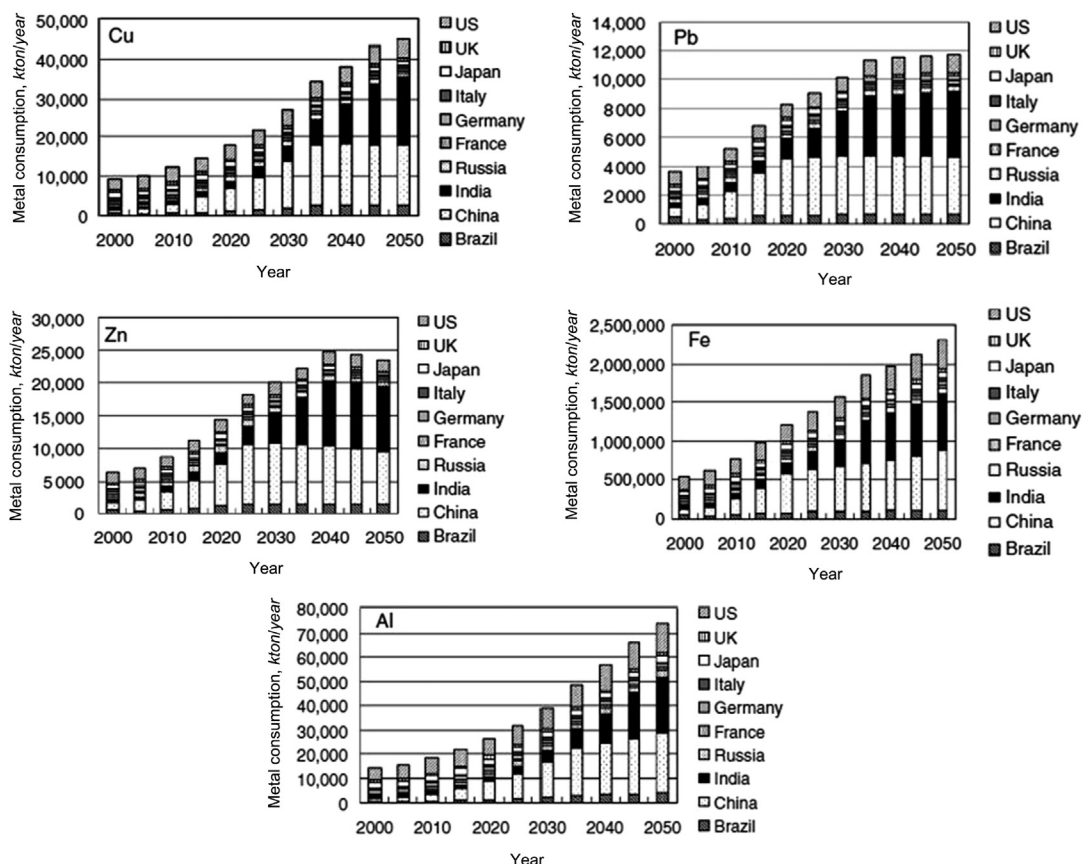 Cu
Metal consumption, kton/year
50,000
40,000
30,000
20,000
10,000
0
2000 2010 2020 2030 2040 2050
Year
US
UK
Japan
Italy
Germany
France
Russia
India
China
Brazil
Pb
Metal consumption, kton/year
14,000
12,000
10,000
8000
6000
4000
2000
0
2000 2010 2020 2030 2040 2050
Year
US
UK
Japan
Italy
Germany
France
Russia
India
China
Brazil
Zn
Metal consumption, kton/year
30,000
25,000
20,000
15,000
10,000
5 000
0
2000 2010 2020 2030 2040 2050
Year
US
UK
Japan
Italy
Germany
France
Russia
India
China
Brazil
Fe
Metal consumption, kton/year
2,500,000
2,000,000
1,500,000
1,000,000
500,000
0
2000 2010 2020 2030 2040 2050
Year
US
UK
Japan
Italy
Germany
France
Russia
India
China
Brazil
Al
Metal consumption, kton/year
80,000
70,000
60,000
50,000
40,000
30,000
20,000
10,000
0
2000 2010 2020 2030 2040 2050
Year
US
UK
Japan
Italy
Germany
France
Russia
India
China
Brazil